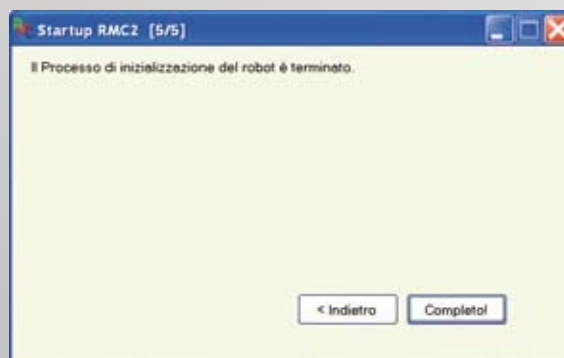 Startup RMC2 [5/5]
Il Processo di inizializzazione del robot è terminato.
< Indietro
Completo!